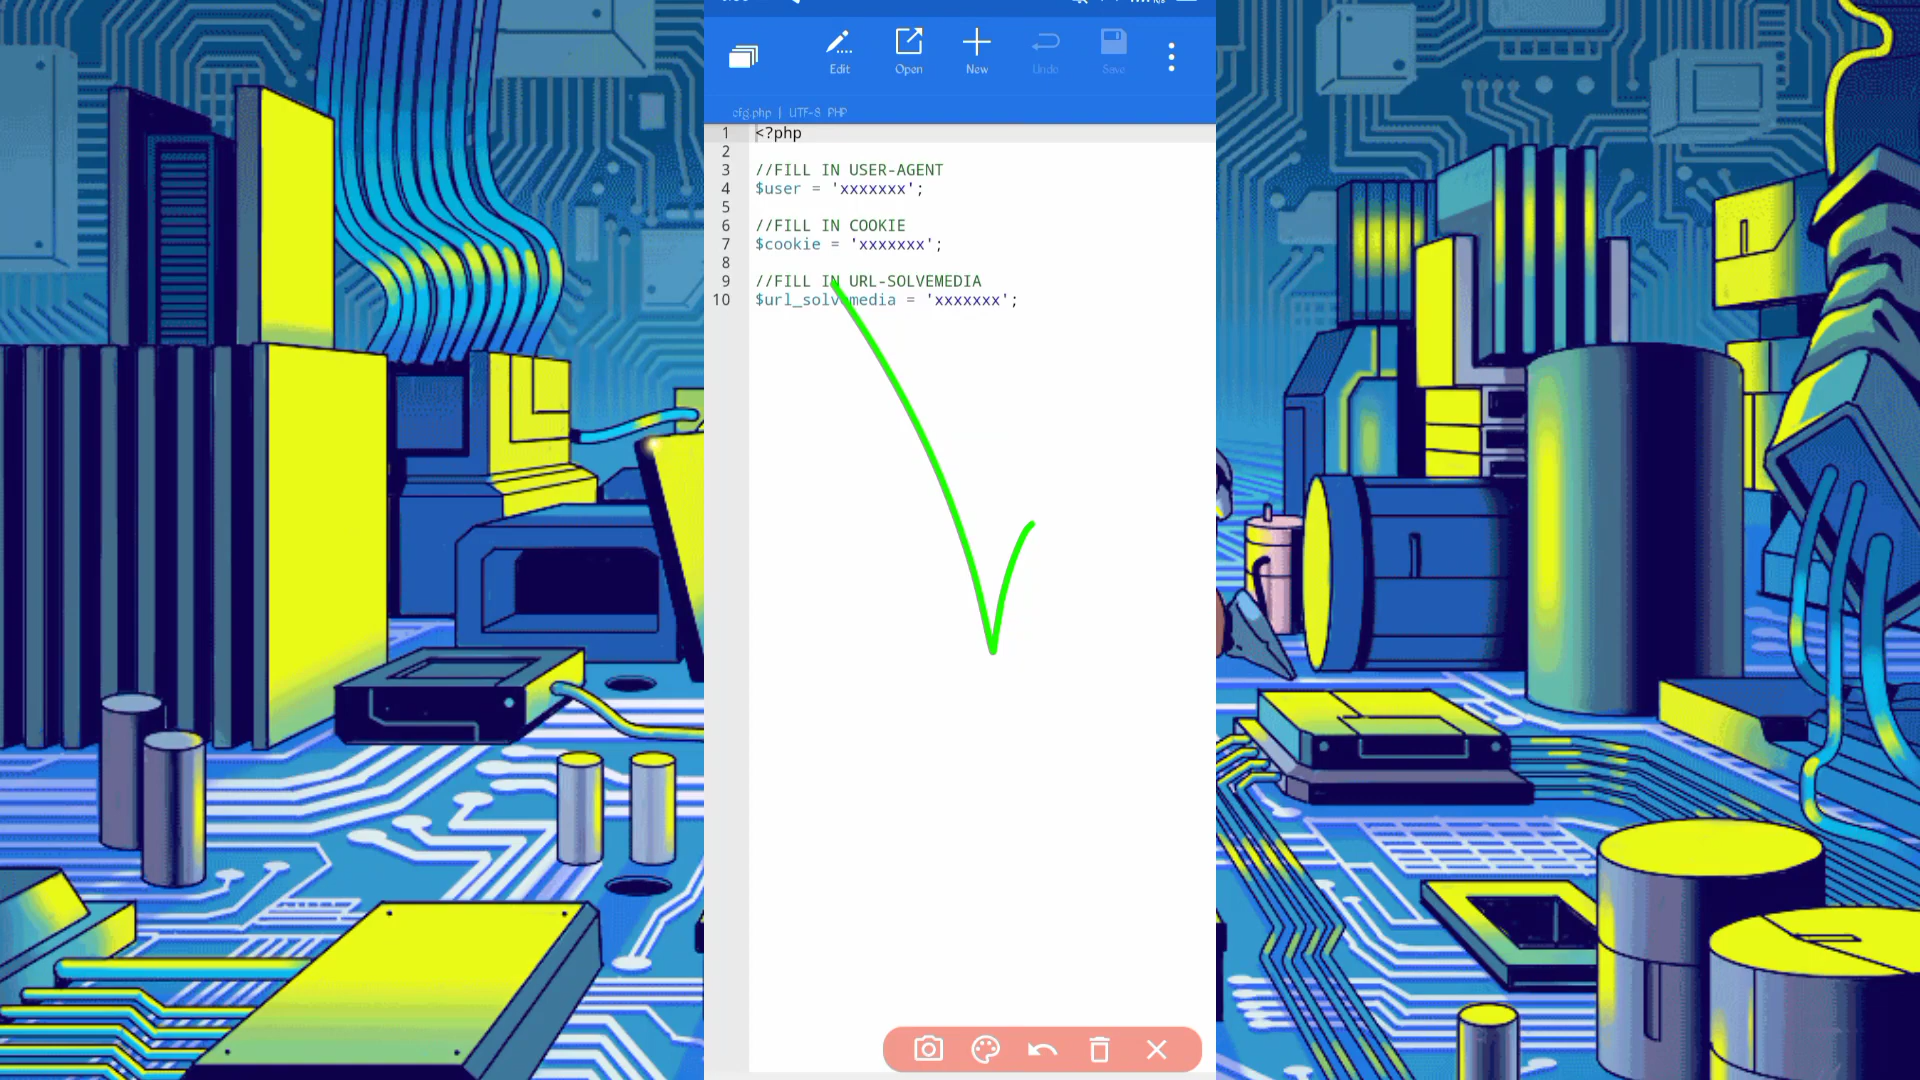 Edit Open New Undo Save
cfg.php | UTF-8 PHP
1 <?php
2
3 //FILL IN USER-AGENT
4 $user = 'xxxxxxx';
5
6 //FILL IN COOKIE
7 $cookie = 'xxxxxxx';
8
9 //FILL IN URL-SOLVEMEDIA
10 $url_solvemedia = 'xxxxxxx';